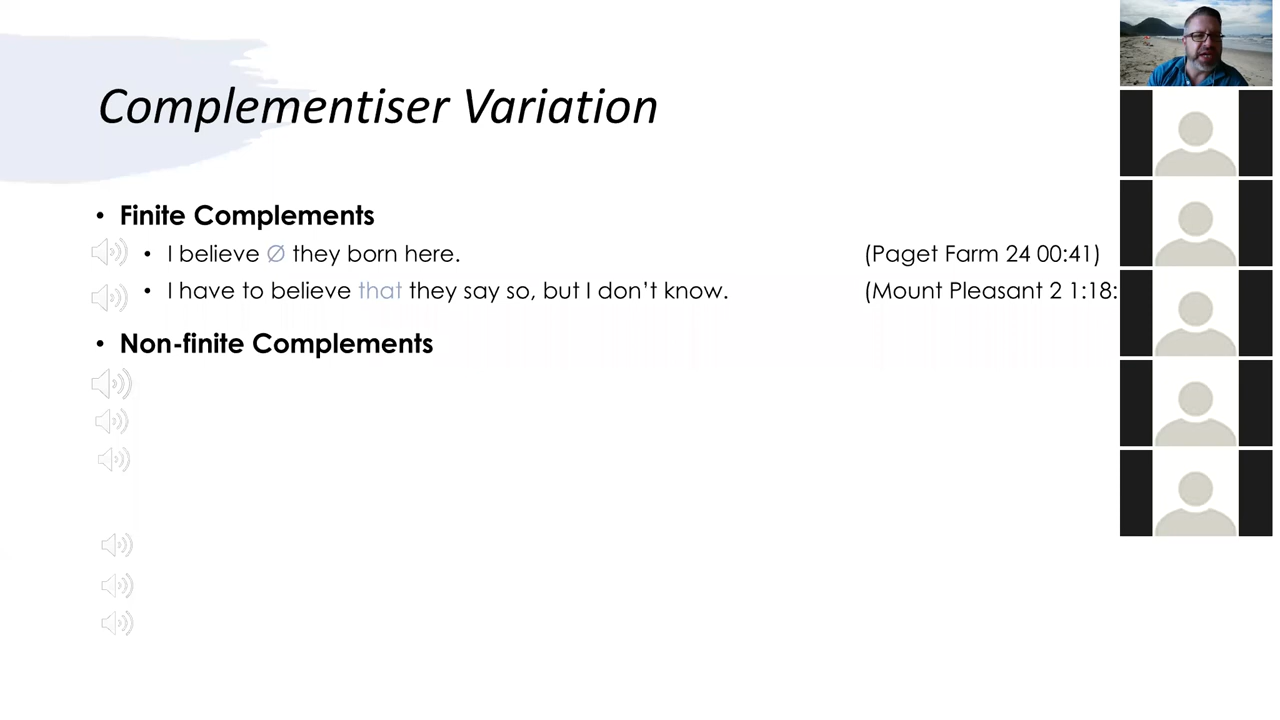 Complementiser Variation
• Finite Complements
• I believe Ø they born here. (Paget Farm 24 00:41)
• I have to believe that they say so, but I don’t know. (Mount Pleasant 2 1:18:
• Non-finite Complements